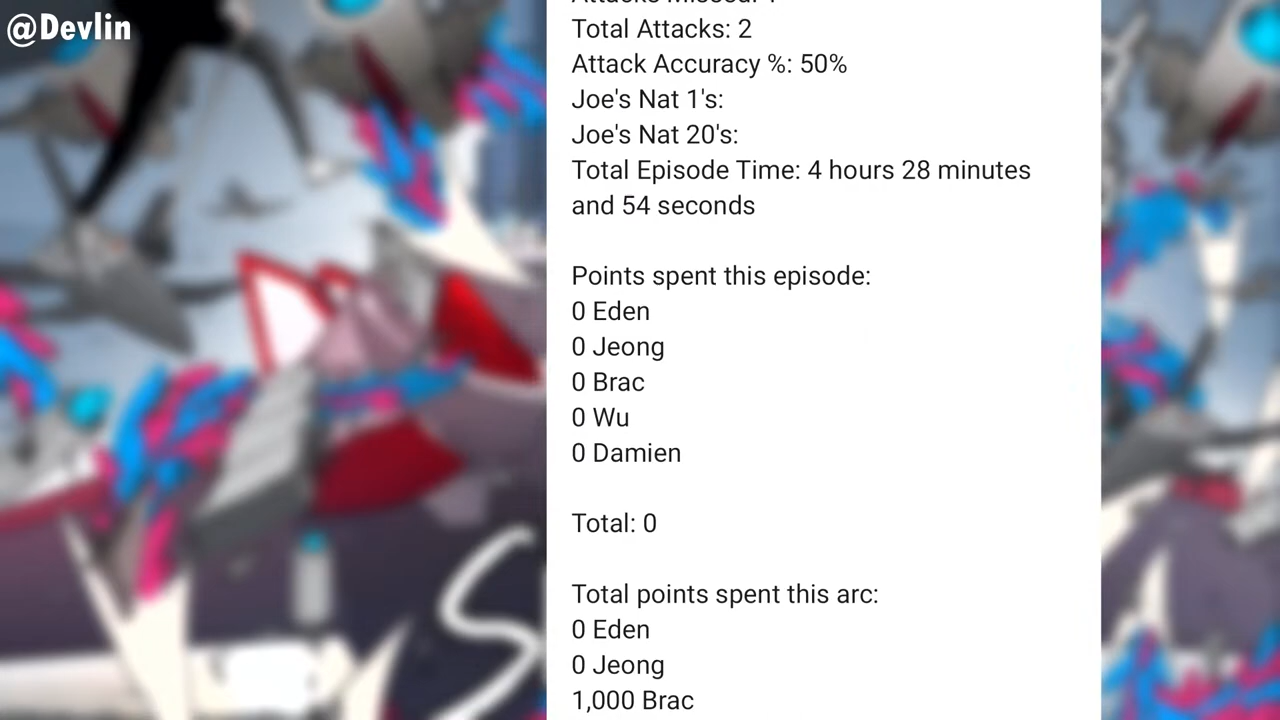 @Devlin
Total Attacks: 2
Attack Accuracy %: 50%
Joe's Nat 1's:
Joe's Nat 20's:
Total Episode Time: 4 hours 28 minutes
and 54 seconds
Points spent this episode:
0 Eden
0 Jeong
0 Brac
0 Wu
0 Damien
Total: 0
Total points spent this arc:
0 Eden
0 Jeong
1,000 Brac